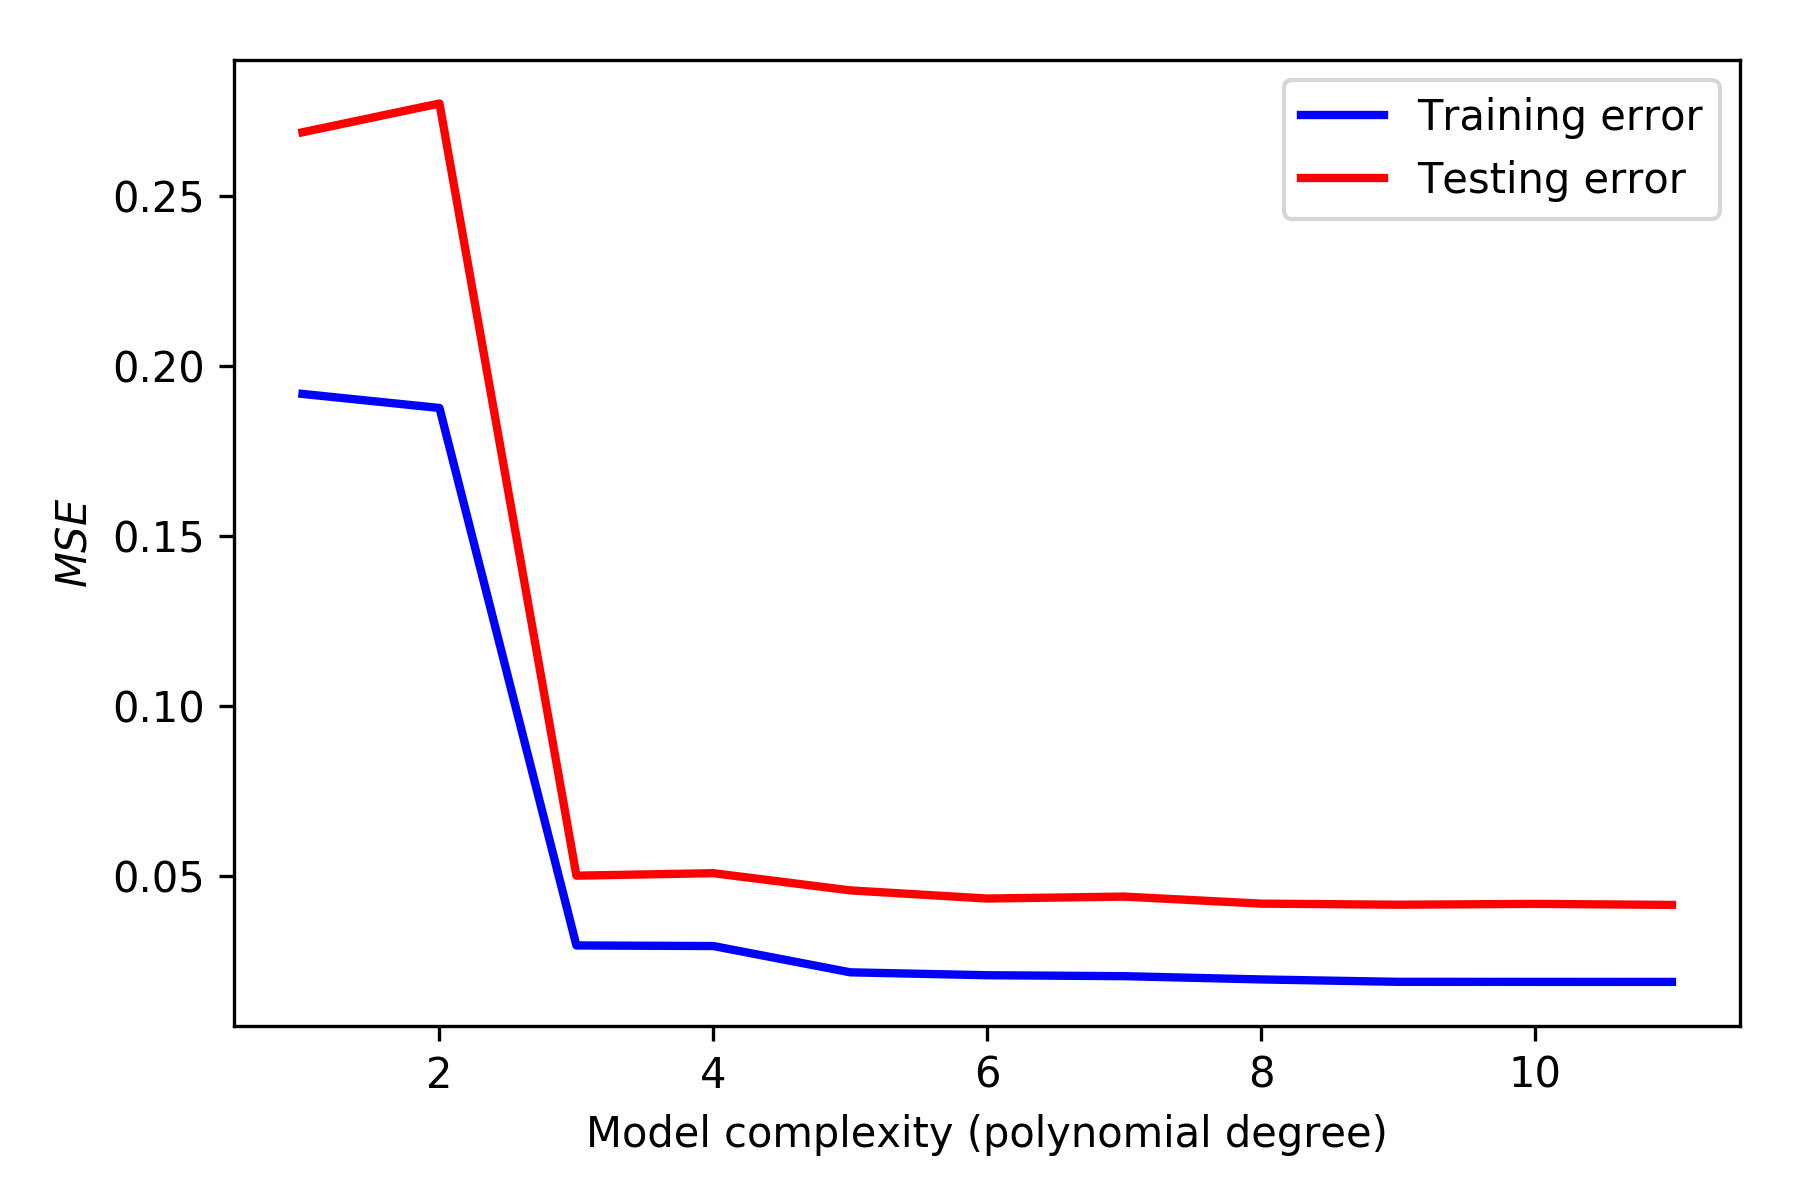 Training error
Testing error
0.25
0.20
0.15
0.10
0.05
MSE
2 4 6 8 10
Model complexity (polynomial degree)